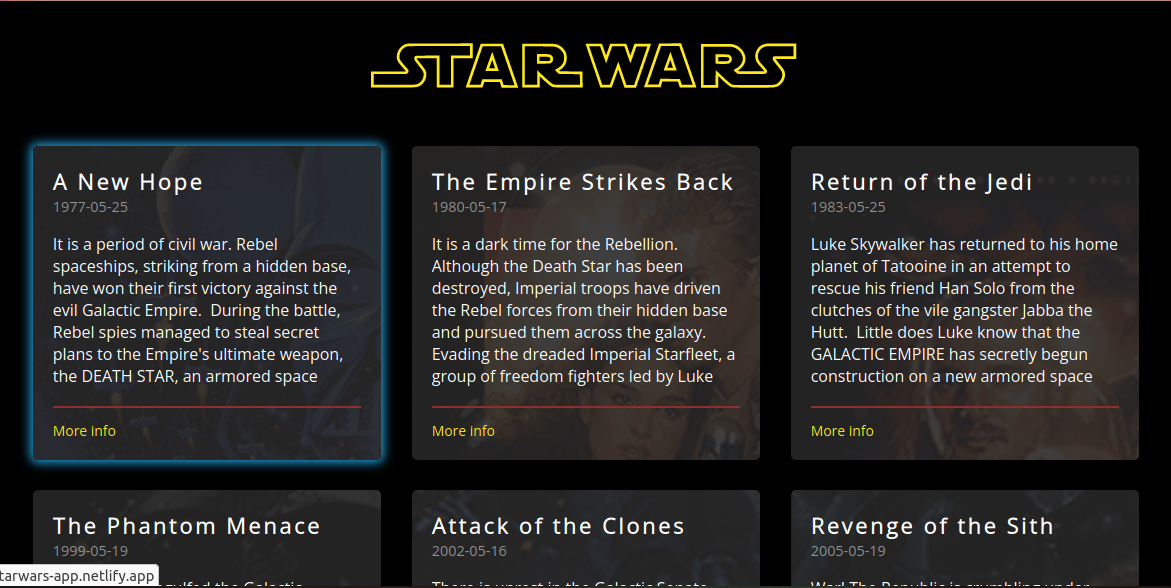 STAR WARS
A New Hope
1977-05-25
It is a period of civil war. Rebel
spaceships, striking from a hidden base,
have won their first victory against the
evil Galactic Empire.  During the battle,
Rebel spies managed to steal secret
plans to the Empire's ultimate weapon,
the DEATH STAR, an armored space
More info
The Empire Strikes Back
1980-05-17
It is a dark time for the Rebellion.
Although the Death Star has been
destroyed, Imperial troops have driven
the Rebel forces from their hidden base
and pursued them across the galaxy.
Evading the dreaded Imperial Starfleet, a
group of freedom fighters led by Luke
More info
Return of the Jedi
1983-05-25
Luke Skywalker has returned to his home
planet of Tatooine in an attempt to
rescue his friend Han Solo from the
clutches of the vile gangster Jabba the
Hutt.  Little does Luke know that the
GALACTIC EMPIRE has secretly begun
construction on a new armored space
More info
The Phantom Menace
1999-05-19
Attack of the Clones
2002-05-16
There is unrest in the Galactic Senate.
Revenge of the Sith
2005-05-19
War! The Republic is crumbling under
tarwars-app.netlify.app